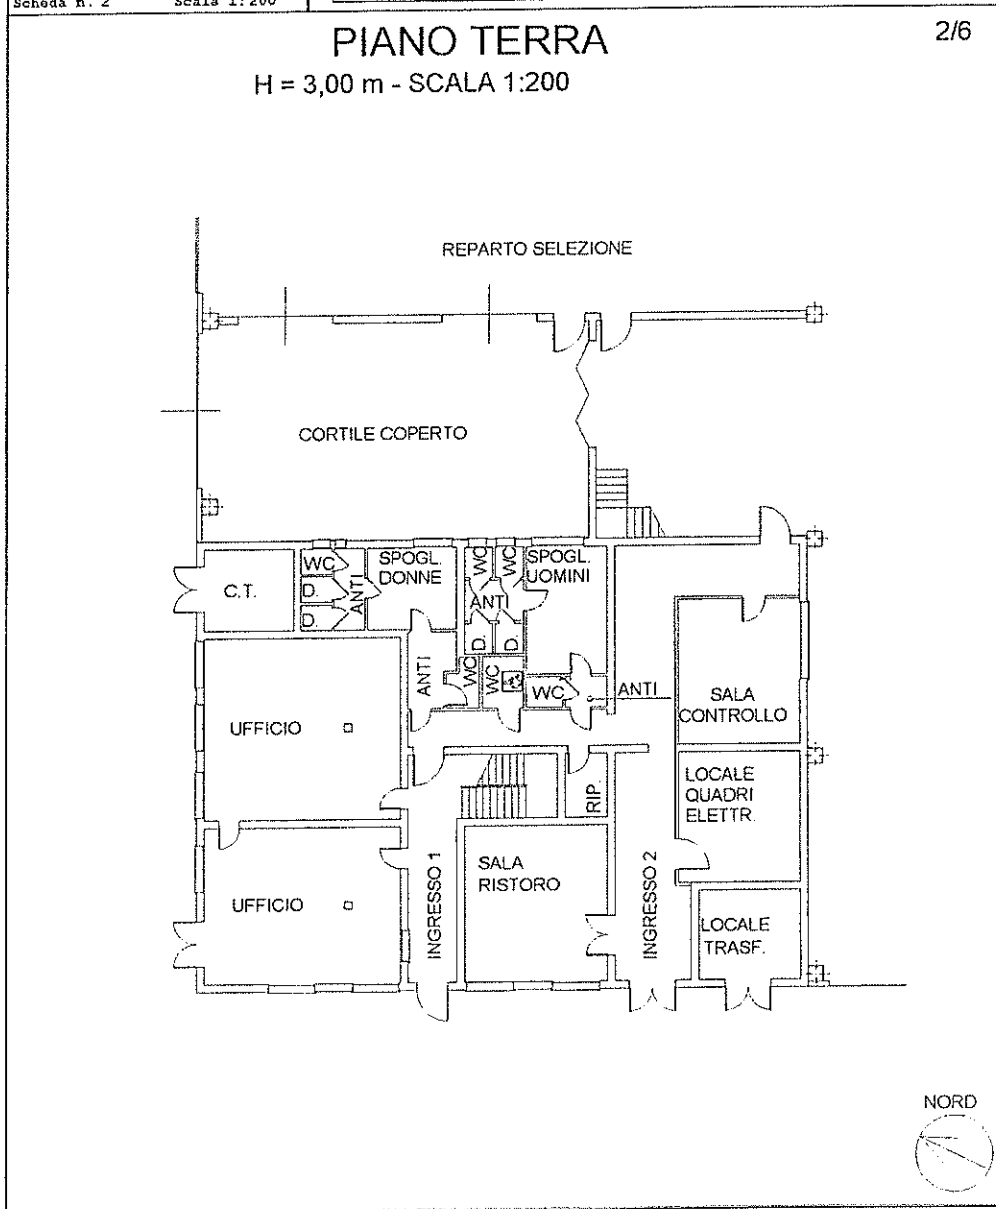 Scheda n. 2 Scala 1:200
PIANO TERRA
2/6
H = 3,00 m - SCALA 1:200
REPARTO SELEZIONE
CORTILE COPERTO
C.T.
WC
D.
D.
ANTI
SPOGL.
DONNE
WC
WC
ANTI
D.
D.
SPOGL.
UOMINI
ANTI
WC
WC
WC
ANTI
SALA
CONTROLLO
UFFICIO
LOCALE
QUADRI
ELETTR.
RIP.
UFFICIO
INGRESSO 1
SALA
RISTORO
INGRESSO 2
LOCALE
TRASF.
NORD